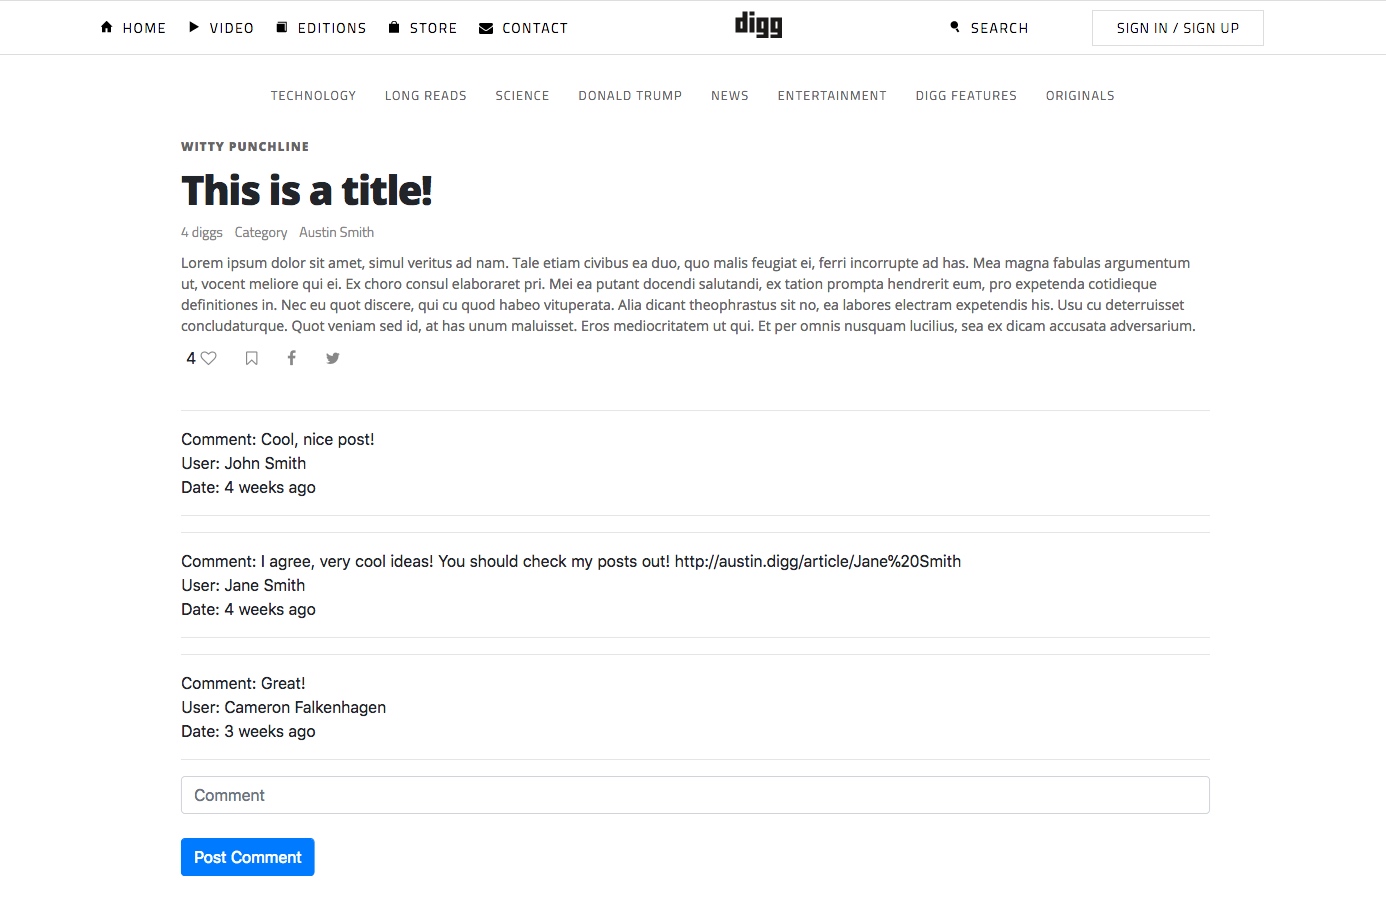 HOME VIDEO EDITIONS STORE CONTACT digg SEARCH SIGN IN / SIGN UP
TECHNOLOGY LONG READS SCIENCE DONALD TRUMP NEWS ENTERTAINMENT DIGG FEATURES ORIGINALS
WITTY PUNCHLINE
This is a title!
4 diggs Category Austin Smith
Lorem ipsum dolor sit amet, simul veritus ad nam. Tale etiam civibus ea duo, quo malis feugiat ei, ferri incorrupte ad has. Mea magna fabulas argumentum
ut, vocent meliore qui ei. Ex choro consul elaboraret pri. Mei ea putant docendi salutandi, ex tation prompta hendrerit eum, pro expetenda cotidieque
definitiones in. Nec eu quot discere, qui cu quod habeo vituperata. Alia dicant theophrastus sit no, ea labores electram expetendis his. Usu cu deterruisset
concludaturque. Quot veniam sed id, at has unum maluisset. Eros mediocritatem ut qui. Et per omnis nusquam lucilius, sea ex dicam accusata adversarium.
4
Comment: Cool, nice post!
User: John Smith
Date: 4 weeks ago
Comment: I agree, very cool ideas! You should check my posts out! http://austin.digg/article/Jane%20Smith
User: Jane Smith
Date: 4 weeks ago
Comment: Great!
User: Cameron Falkenhagen
Date: 3 weeks ago
Comment
Post Comment